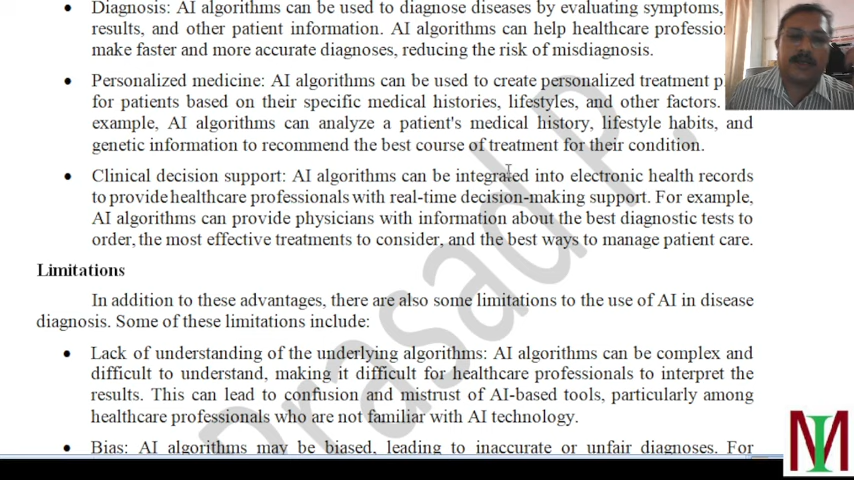 Diagnosis: AI algorithms can be used to diagnose diseases by evaluating symptoms,
results, and other patient information. AI algorithms can help healthcare
make faster and more accurate diagnoses, reducing the risk of misdiagnosis.
Personalized medicine: AI algorithms can be used to create personalized treatment
for patients based on their specific medical histories, lifestyles, and other factors.
example, AI algorithms can analyze a patient's medical history, lifestyle habits, and
genetic information to recommend the best course of treatment for their condition.
Clinical decision support: AI algorithms can be integrated into electronic health records
to provide healthcare professionals with real-time decision-making support. For example,
AI algorithms can provide physicians with information about the best diagnostic tests to
order, the most effective treatments to consider, and the best ways to manage patient care.
Limitations
In addition to these advantages, there are also some limitations to the use of AI in disease
diagnosis. Some of these limitations include:
Lack of understanding of the underlying algorithms: AI algorithms can be complex and
difficult to understand, making it difficult for healthcare professionals to interpret the
results. This can lead to confusion and mistrust of AI-based tools, particularly among
healthcare professionals who are not familiar with AI technology.
Bias: AI algorithms may be biased, leading to inaccurate or unfair diagnoses. For
Prasad P.
MI